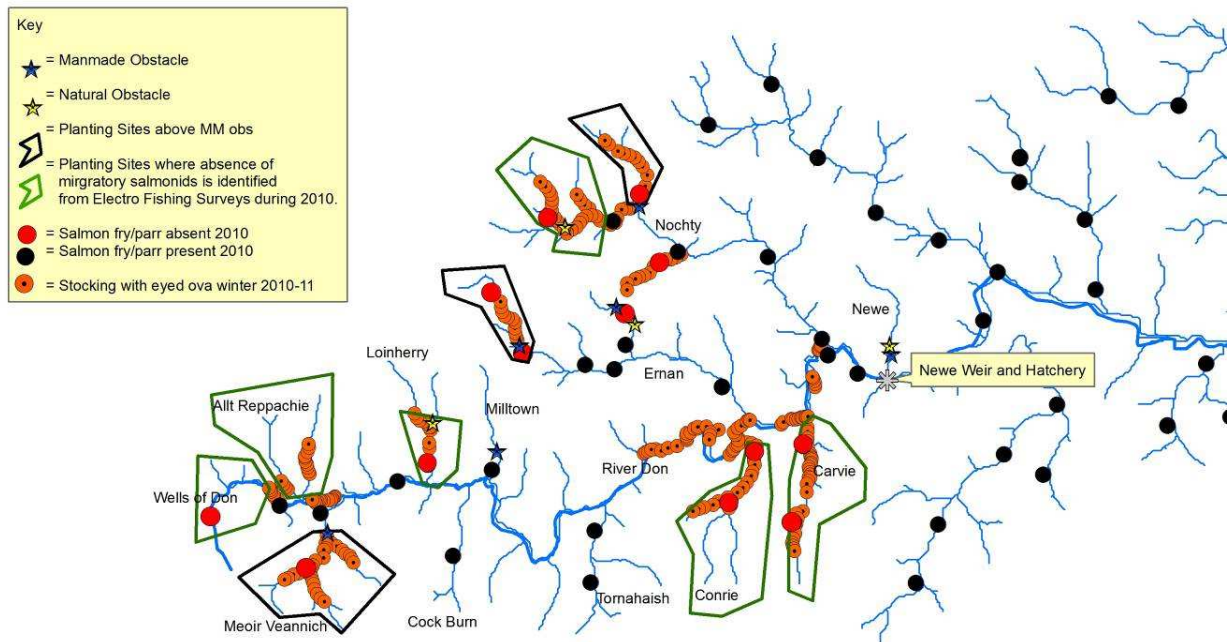 Key
= Manmade Obstacle
= Natural Obstacle
= Planting Sites above MM obs
= Planting Sites where absence of
mirgratory salmonids is identified
from Electro Fishing Surveys during 2010.
= Salmon fry/parr absent 2010
= Salmon fry/parr present 2010
= Stocking with eyed ova winter 2010-11
Nochty
Newe
Loinherry
Ernan
Newe Weir and Hatchery
Allt Reppachie
Milltown
River Don
Carvie
Wells of Don
Conrie
Tornahaish
Meoir Veannich
Cock Burn